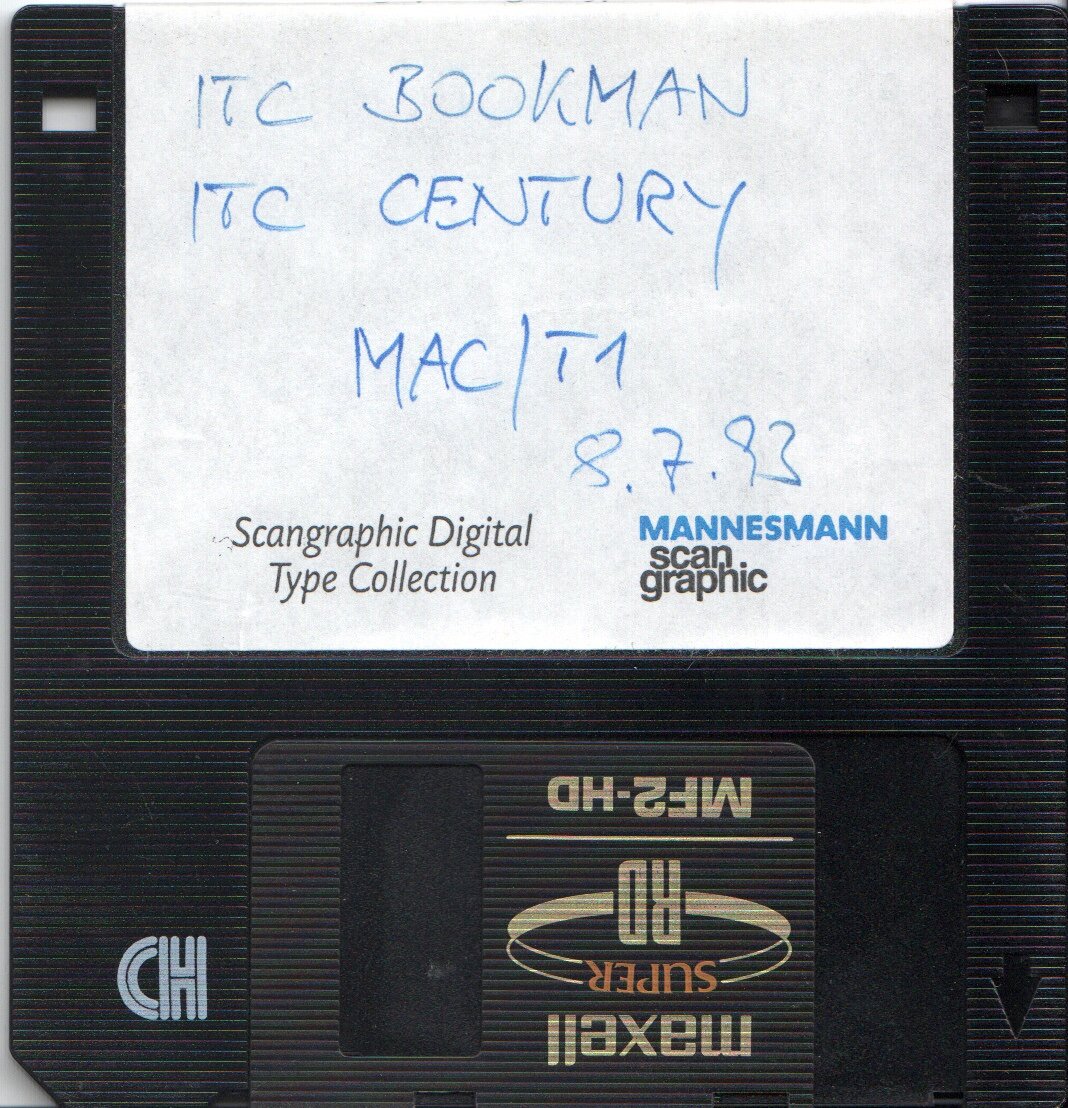 ITC BOOKMAN
ITC CENTURY
MAC/T1
8.7.93
Scangraphic Digital
Type Collection
MANNESMANN
scan
graphic
MF2-HD
RD
SUPER
maxell
HD